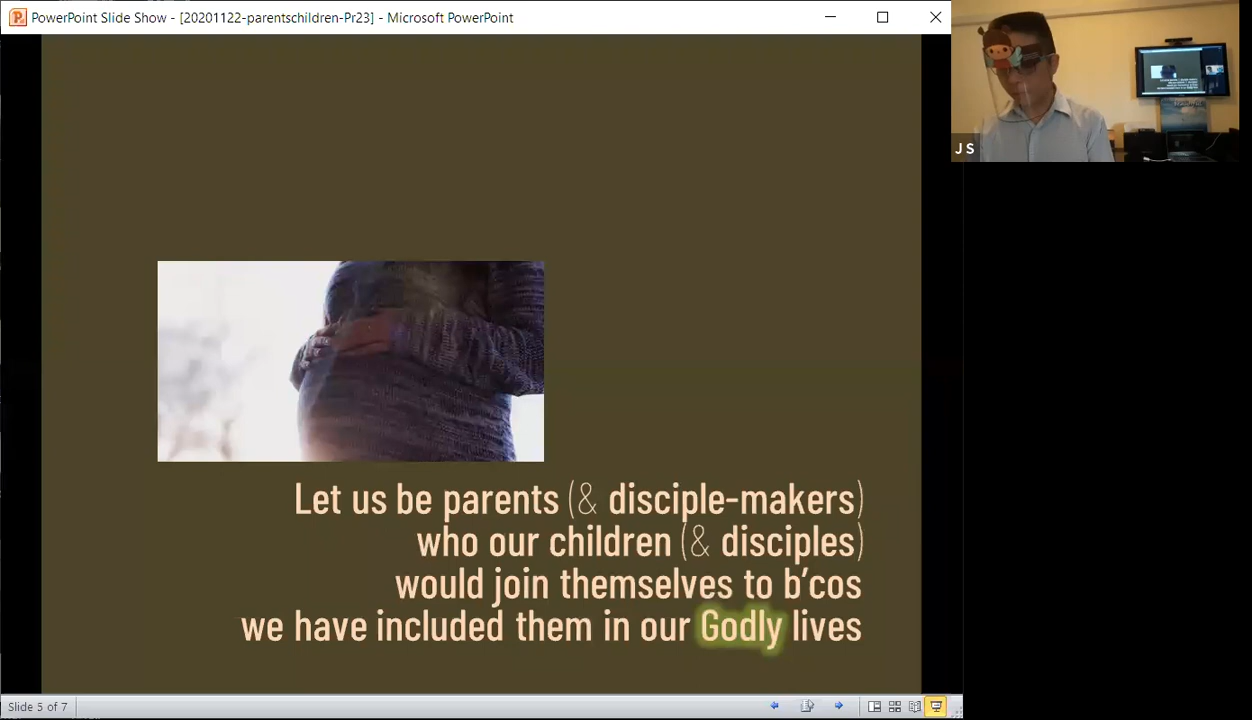 PowerPoint Slide Show - [20201122-parentschildren-Pr23] - Microsoft PowerPoint
J S
Let us be parents (& disciple-makers)
who our children (& disciples)
would join themselves to b'cos
we have included them in our Godly lives
Slide 5 of 7